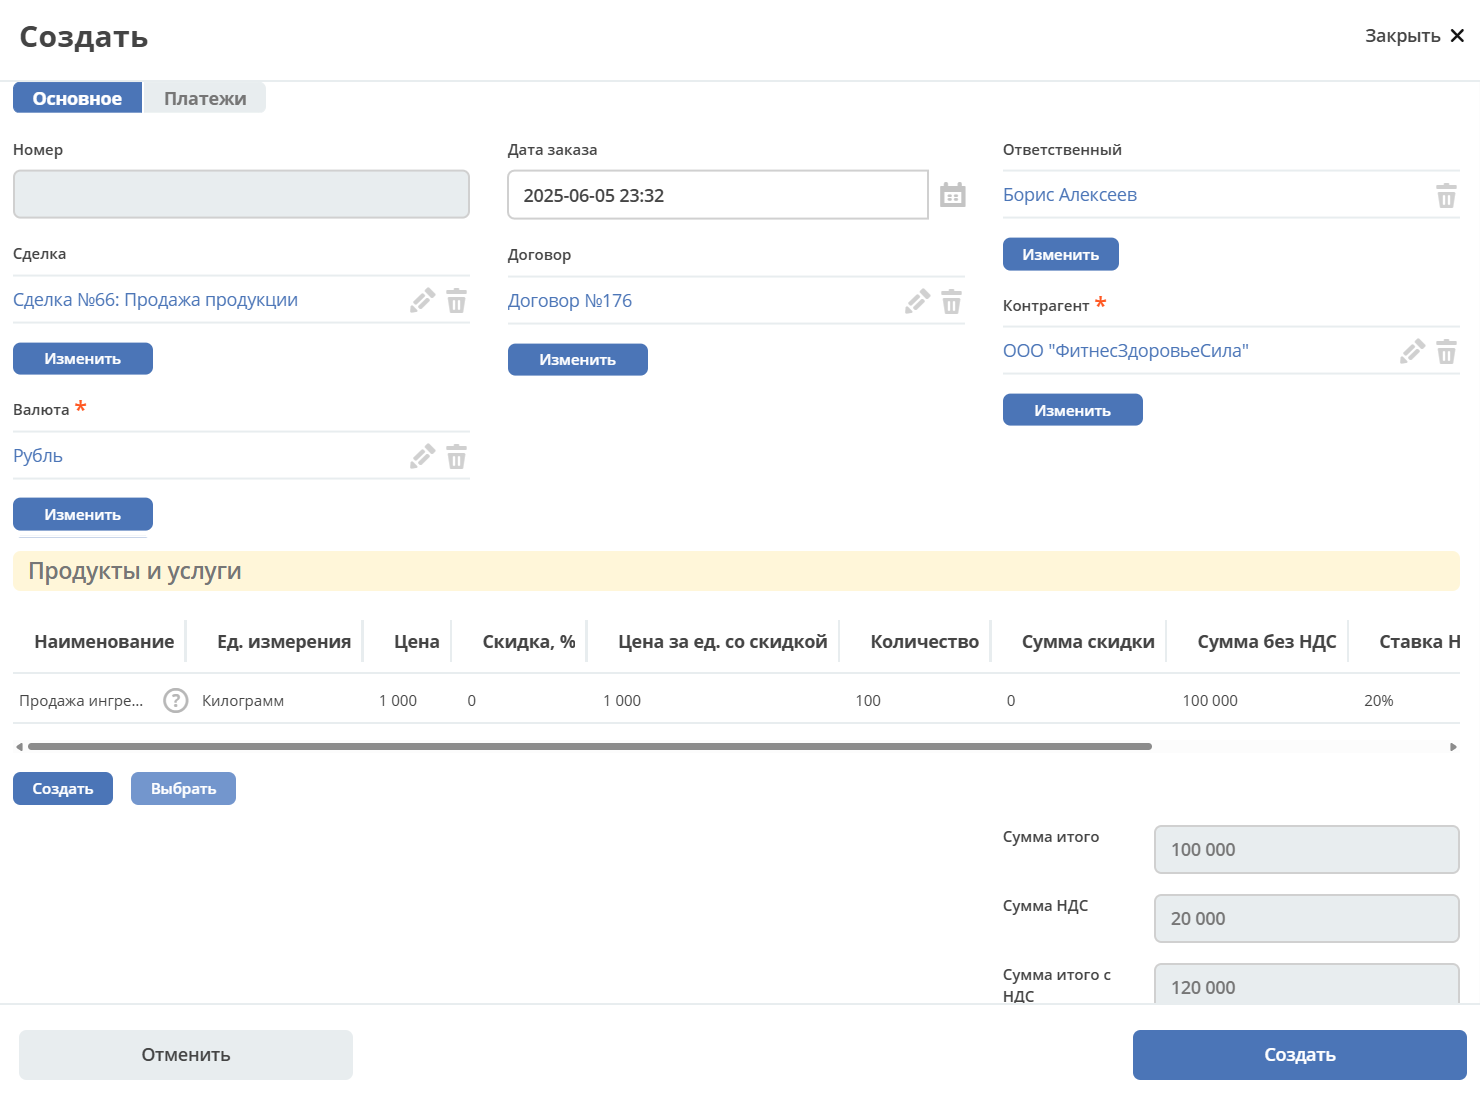 Создать
Закрыть
Основное
Платежи
Номер
Дата заказа
2025-06-05 23:32
Ответственный
Борис Алексеев
Изменить
Сделка
Сделка №66: Продажа продукции
Изменить
Договор
Договор №176
Изменить
Контрагент *
ООО "ФитнесЗдоровьеСила"
Изменить
Валюта *
Рубль
Изменить
Продукты и услуги
Наименование Ед. измерения Цена Скидка, % Цена за ед. со скидкой Количество Сумма скидки Сумма без НДС Ставка Н
Продажа ингре... ? Килограмм 1 000 0 1 000 100 0 100 000 20%
Создать
Выбрать
Сумма итого
100 000
Сумма НДС
20 000
Сумма итого с
НДС
120 000
Отменить
Создать